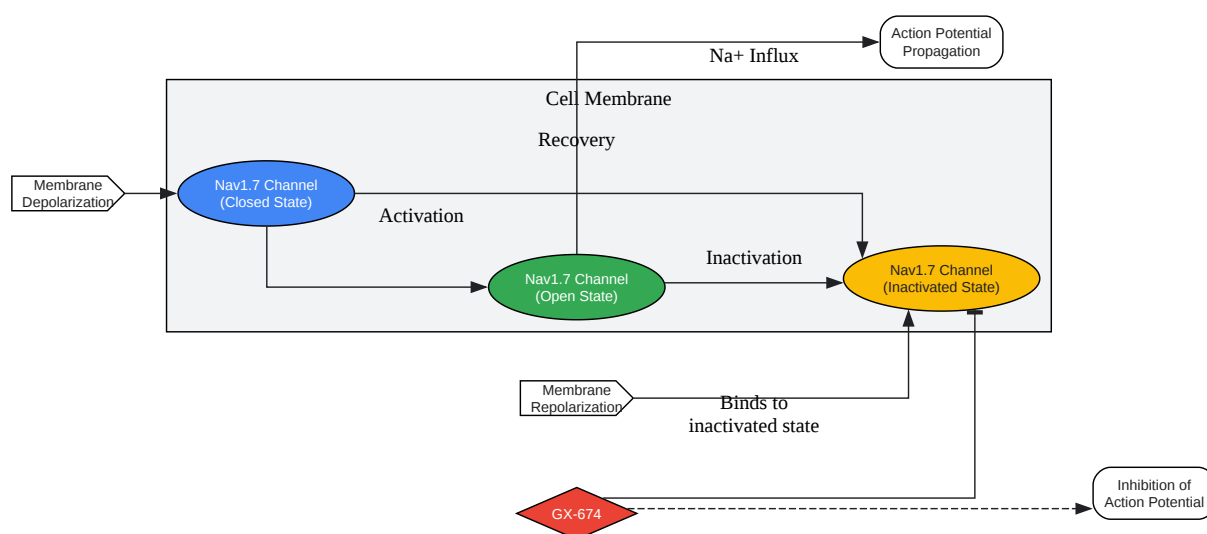 Action Potential
Propagation
Na+ Influx
Cell Membrane
Recovery
Membrane
Depolarization
Nav1.7 Channel
(Closed State)
Activation
Inactivation
Nav1.7 Channel
(Open State)
Nav1.7 Channel
(Inactivated State)
Membrane
Repolarization
Binds to
inactivated state
GX-674
Inhibition of
Action Potential